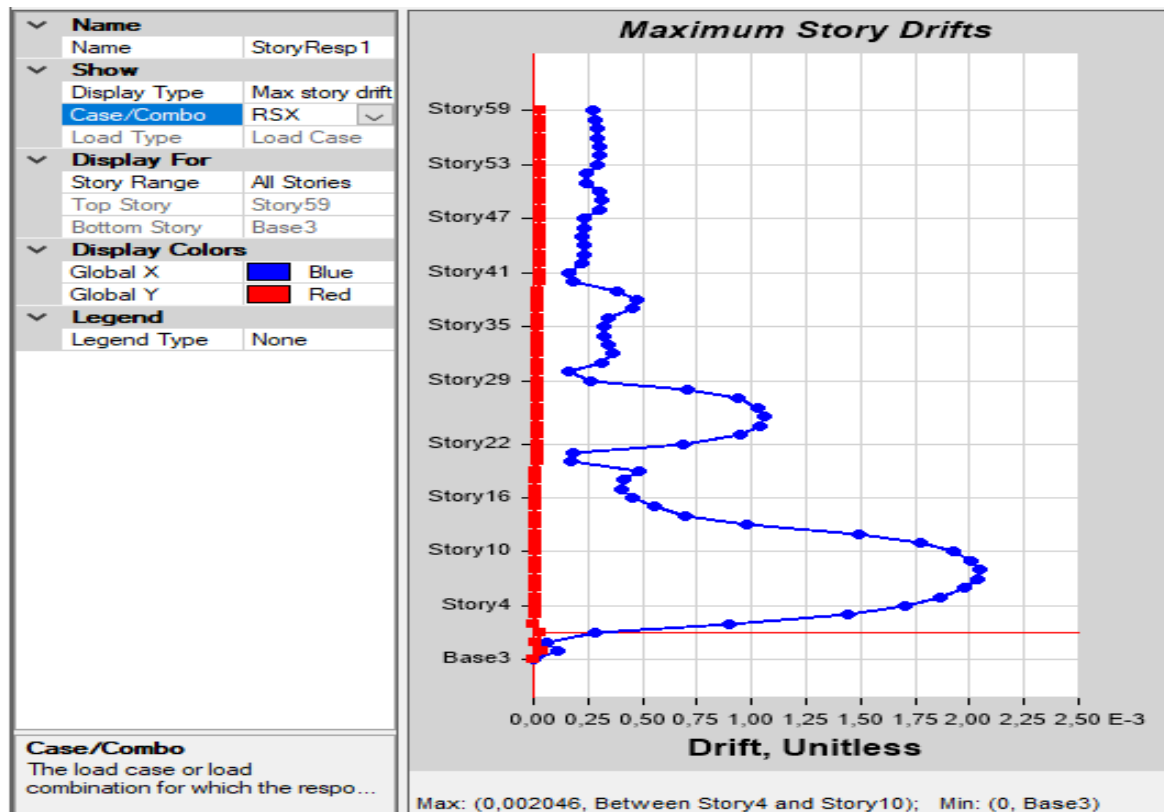 Name
Name StoryResp1
Show
Display Type Max story drift
Case/Combo RSX
Load Type Load Case
Display For
Story Range All Stories
Top Story Story59
Bottom Story Base3
Display Colors
Global X Blue
Global Y Red
Legend
Legend Type None
Case/Combo
The load case or load
combination for which the respo...
Maximum Story Drifts
Story59
Story53
Story47
Story41
Story35
Story29
Story22
Story16
Story10
Story4
Base3
0,00 0,25 0,50 0,75 1,00 1,25 1,50 1,75 2,00 2,25 2,50 E-3
Drift, Unitless
Max: (0,002046, Between Story4 and Story10); Min: (0, Base3)